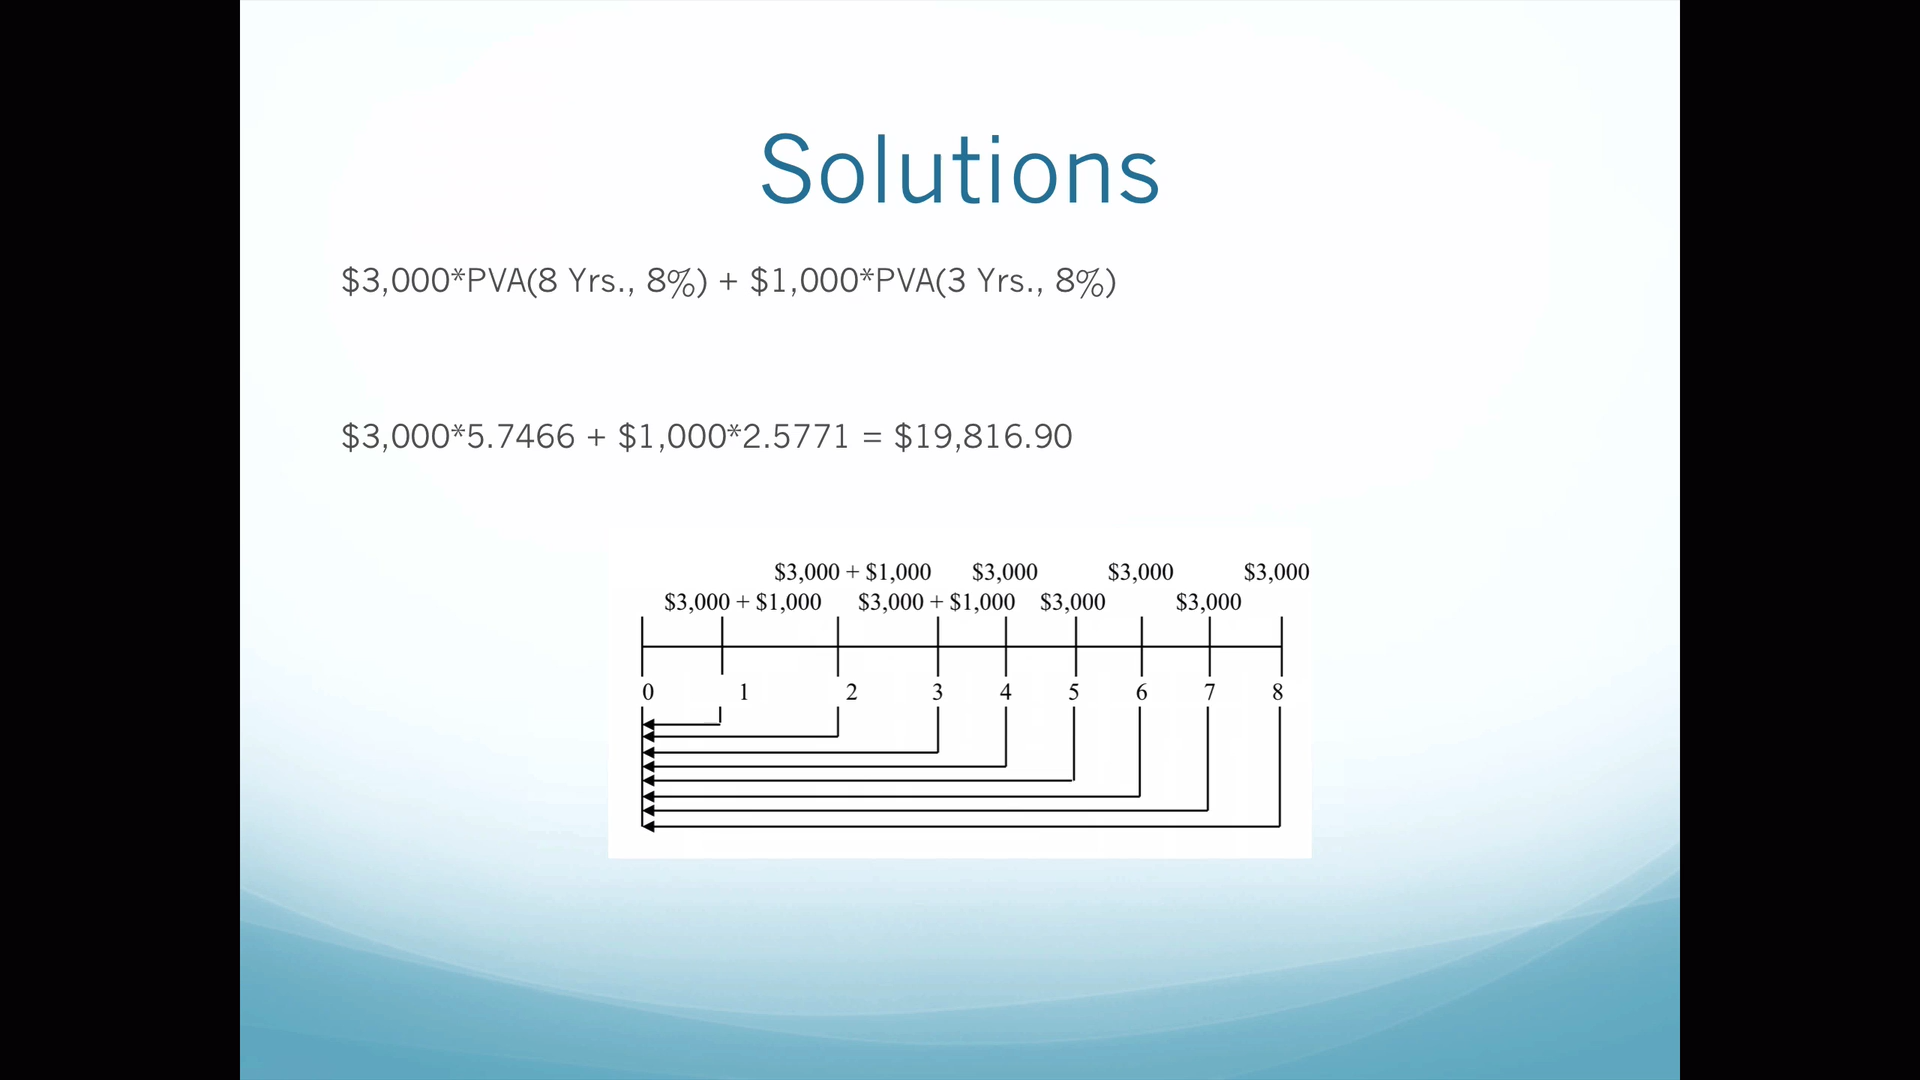 Solutions
$3,000*PVA(8 Yrs., 8%) + $1,000*PVA(3 Yrs., 8%)
$3,000*5.7466 + $1,000*2.5771 = $19,816.90
$3,000 + $1,000 $3,000 $3,000 $3,000
$3,000 + $1,000 $3,000 + $1,000 $3,000 $3,000
0 1 2 3 4 5 6 7 8